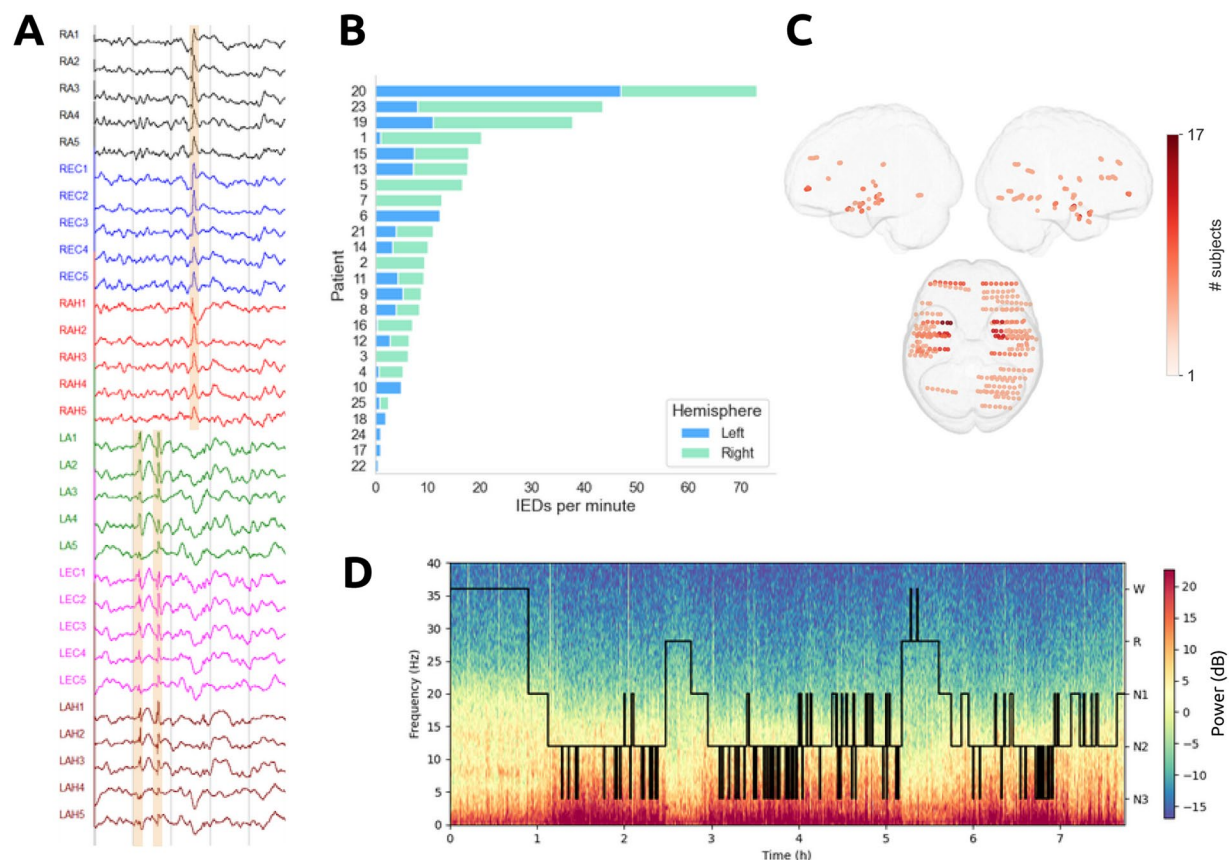 A
RA1
RA2
RA3
RA4
RA5
REC1
REC2
REC3
REC4
REC5
RAH1
RAH2
RAH3
RAH4
RAH5
LA1
LA2
LA3
LA4
LA5
LEC1
LEC2
LEC3
LEC4
LEC5
LAH1
LAH2
LAH3
LAH4
LAH5
B
Patient
20
23
19
1
15
13
5
7
6
21
14
2
11
9
8
16
12
3
4
10
25
18
24
17
22
Hemisphere
Left
Right
0 10 20 30 40 50 60 70
IEDs per minute
C
17
# subjects
1
D
Frequency (Hz)
40
35
30
25
20
15
10
5
0
W
R
N1
N2
N3
0 1 2 3 4 5 6 7
Time (h)
20
15
10
5
0
−5
−10
−15
Power (dB)